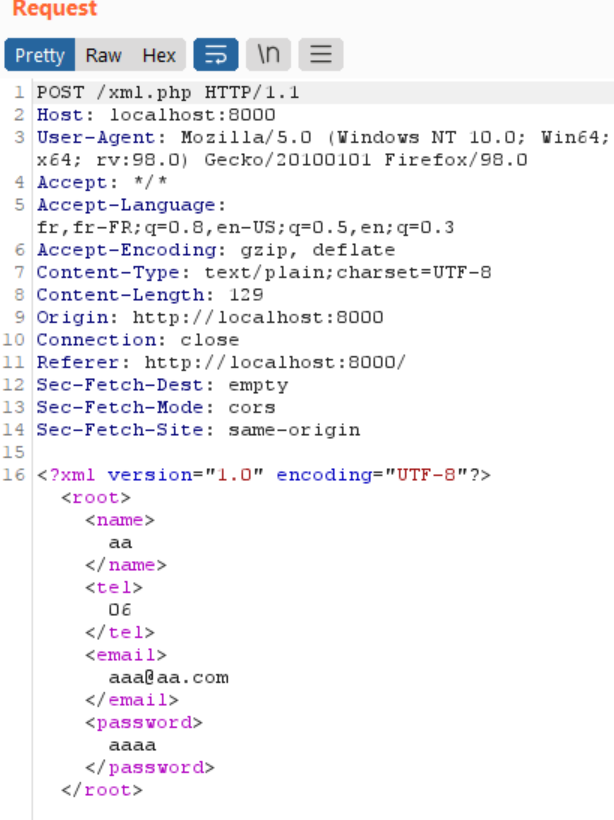 Request
Pretty Raw Hex \n
1 POST /xml.php HTTP/1.1
2 Host: localhost:8000
3 User-Agent: Mozilla/5.0 (Windows NT 10.0; Win64;
x64; rv:98.0) Gecko/20100101 Firefox/98.0
4 Accept: */*
5 Accept-Language:
fr,fr-FR;q=0.8,en-US;q=0.5,en;q=0.3
6 Accept-Encoding: gzip, deflate
7 Content-Type: text/plain;charset=UTF-8
8 Content-Length: 129
9 Origin: http://localhost:8000
10 Connection: close
11 Referer: http://localhost:8000/
12 Sec-Fetch-Dest: empty
13 Sec-Fetch-Mode: cors
14 Sec-Fetch-Site: same-origin
15
16 <?xml version="1.0" encoding="UTF-8"?>
<root>
<name>
aa
</name>
<tel>
06
</tel>
<email>
aaa@aa.com
</email>
<password>
aaaa
</password>
</root>